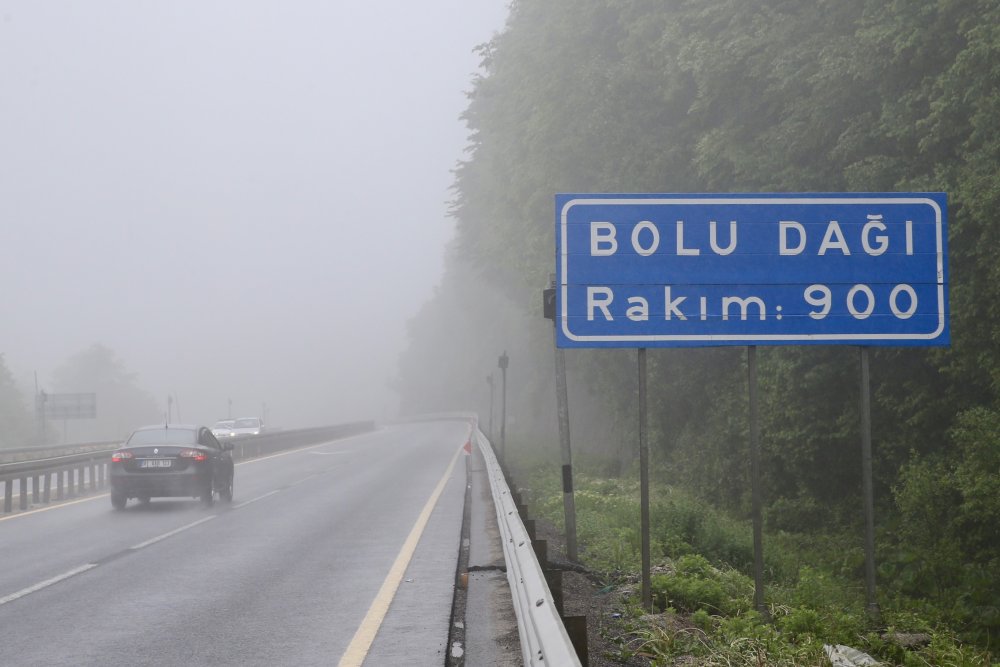 BOLU DAĞI
Rakım: 900